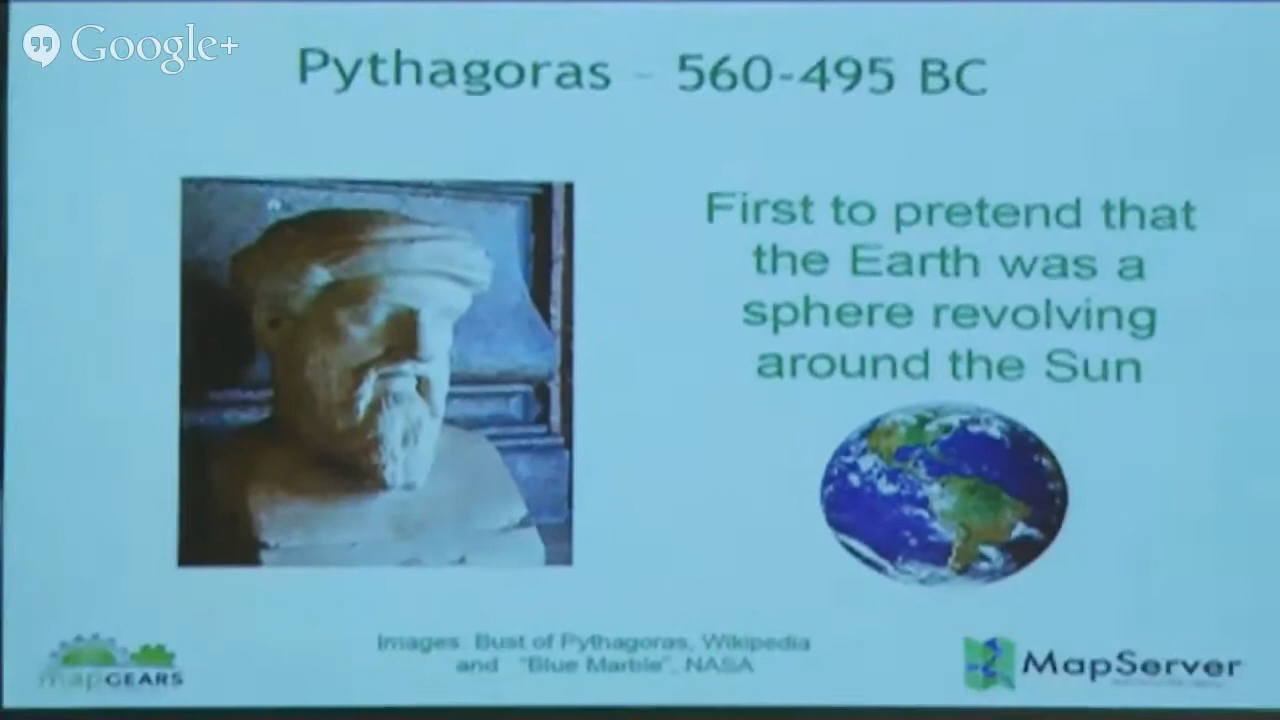 Google+
Pythagoras - 560-495 BC
First to pretend that
the Earth was a
sphere revolving
around the Sun
Images: Bust of Pythagoras, Wikipedia
and "Blue Marble", NASA
mapGEARS
MapServer